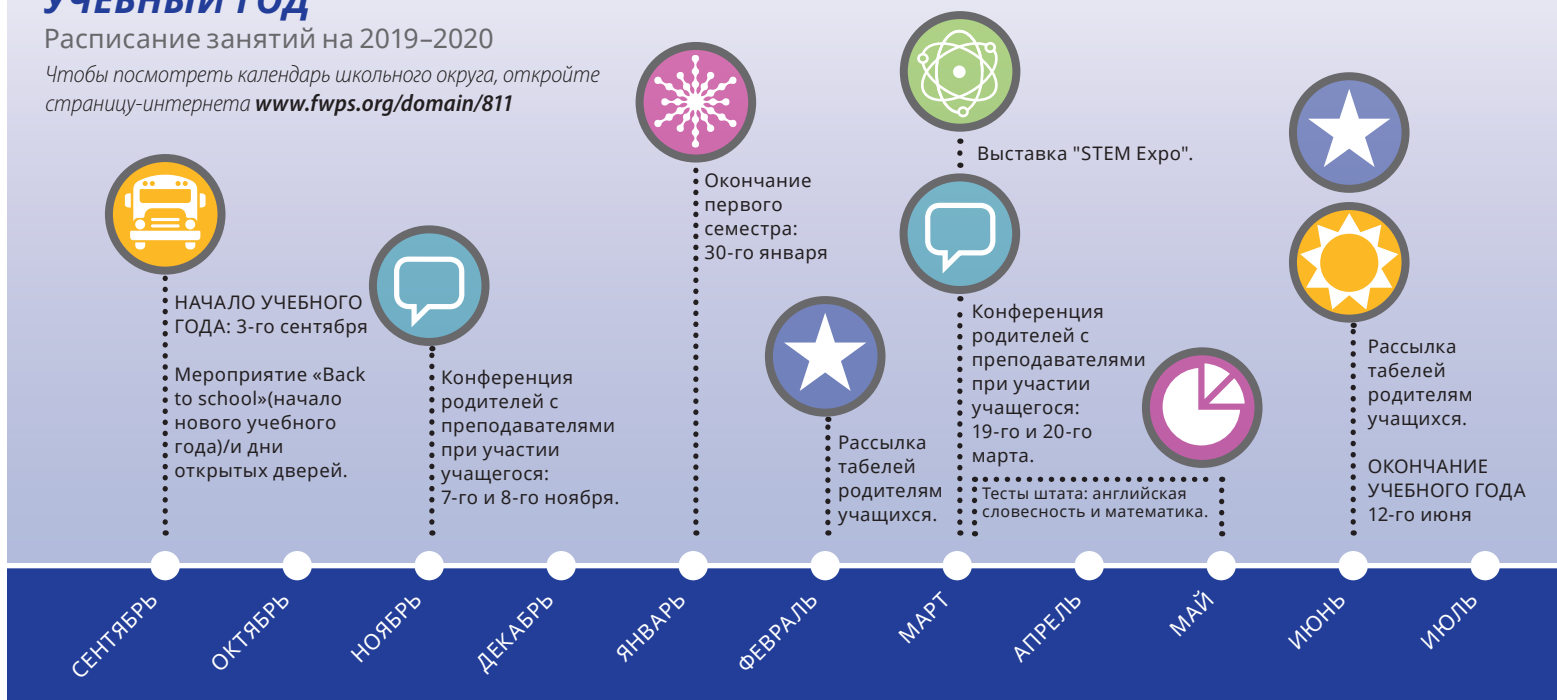 УЧЕБНЫЙ ГОД
Расписание занятий на 2019–2020
Чтобы посмотреть календарь школьного округа, откройте
страницу-интернета www.fwps.org/domain/811
НАЧАЛО УЧЕБНОГО
ГОДА: 3-го сентября
Мероприятие «Back
to school»(начало
нового учебного
года)/и дни
открытых дверей.
Конференция
родителей с
преподавателями
при участии
учащегося:
7-го и 8-го ноября.
Окончание
первого
семестра:
30-го января
Рассылка
табелей
родителям
учащихся.
Выставка "STEM Expo".
Конференция
родителей с
преподавателями
при участии
учащегося:
19-го и 20-го
марта.
Тесты штата: английская
словесность и математика.
Рассылка
табелей
родителям
учащихся.
ОКОНЧАНИЕ
УЧЕБНОГО ГОДА
12-го июня
СЕНТЯБРЬ
ОКТЯБРЬ
НОЯБРЬ
ДЕКАБРЬ
ЯНВАРЬ
ФЕВРАЛЬ
МАРТ
АПРЕЛЬ
МАЙ
ИЮНЬ
ИЮЛЬ